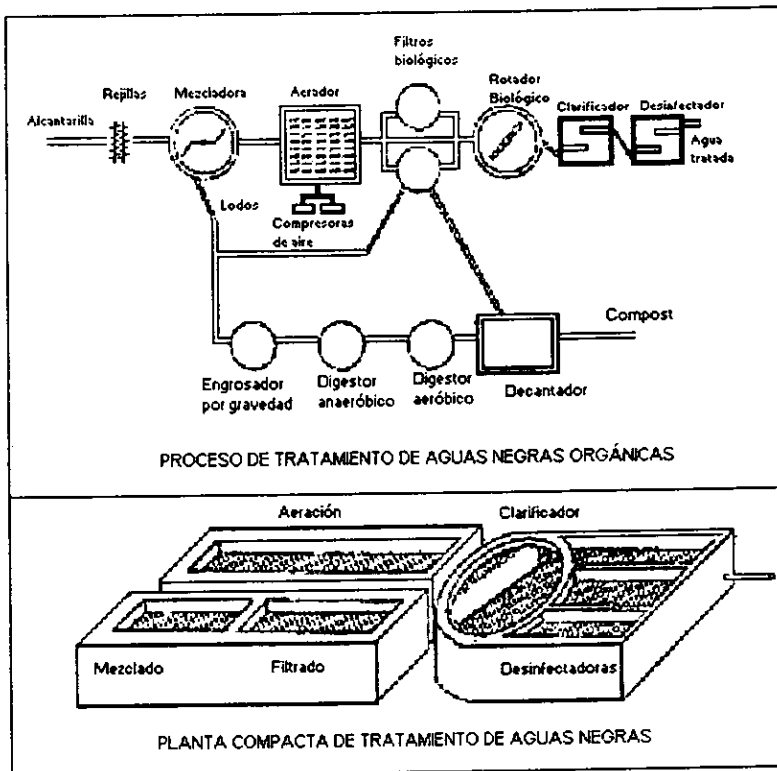 Filtros
biológicos
Rejillas
Mezcladora
Aerador
Rotador
Biológico
Clarificador
Desinfectador
Alcantarilla
Agua
tratada
Lodos
Compresoras
de aire
Compost
Engrosador
por gravedad
Digestor
anaeróbico
Digestor
aeróbico
Decantador
PROCESO DE TRATAMIENTO DE AGUAS NEGRAS ORGÁNICAS
Aeración
Clarificador
Mezclado
Filtrado
Desinfectadoras
PLANTA COMPACTA DE TRATAMIENTO DE AGUAS NEGRAS